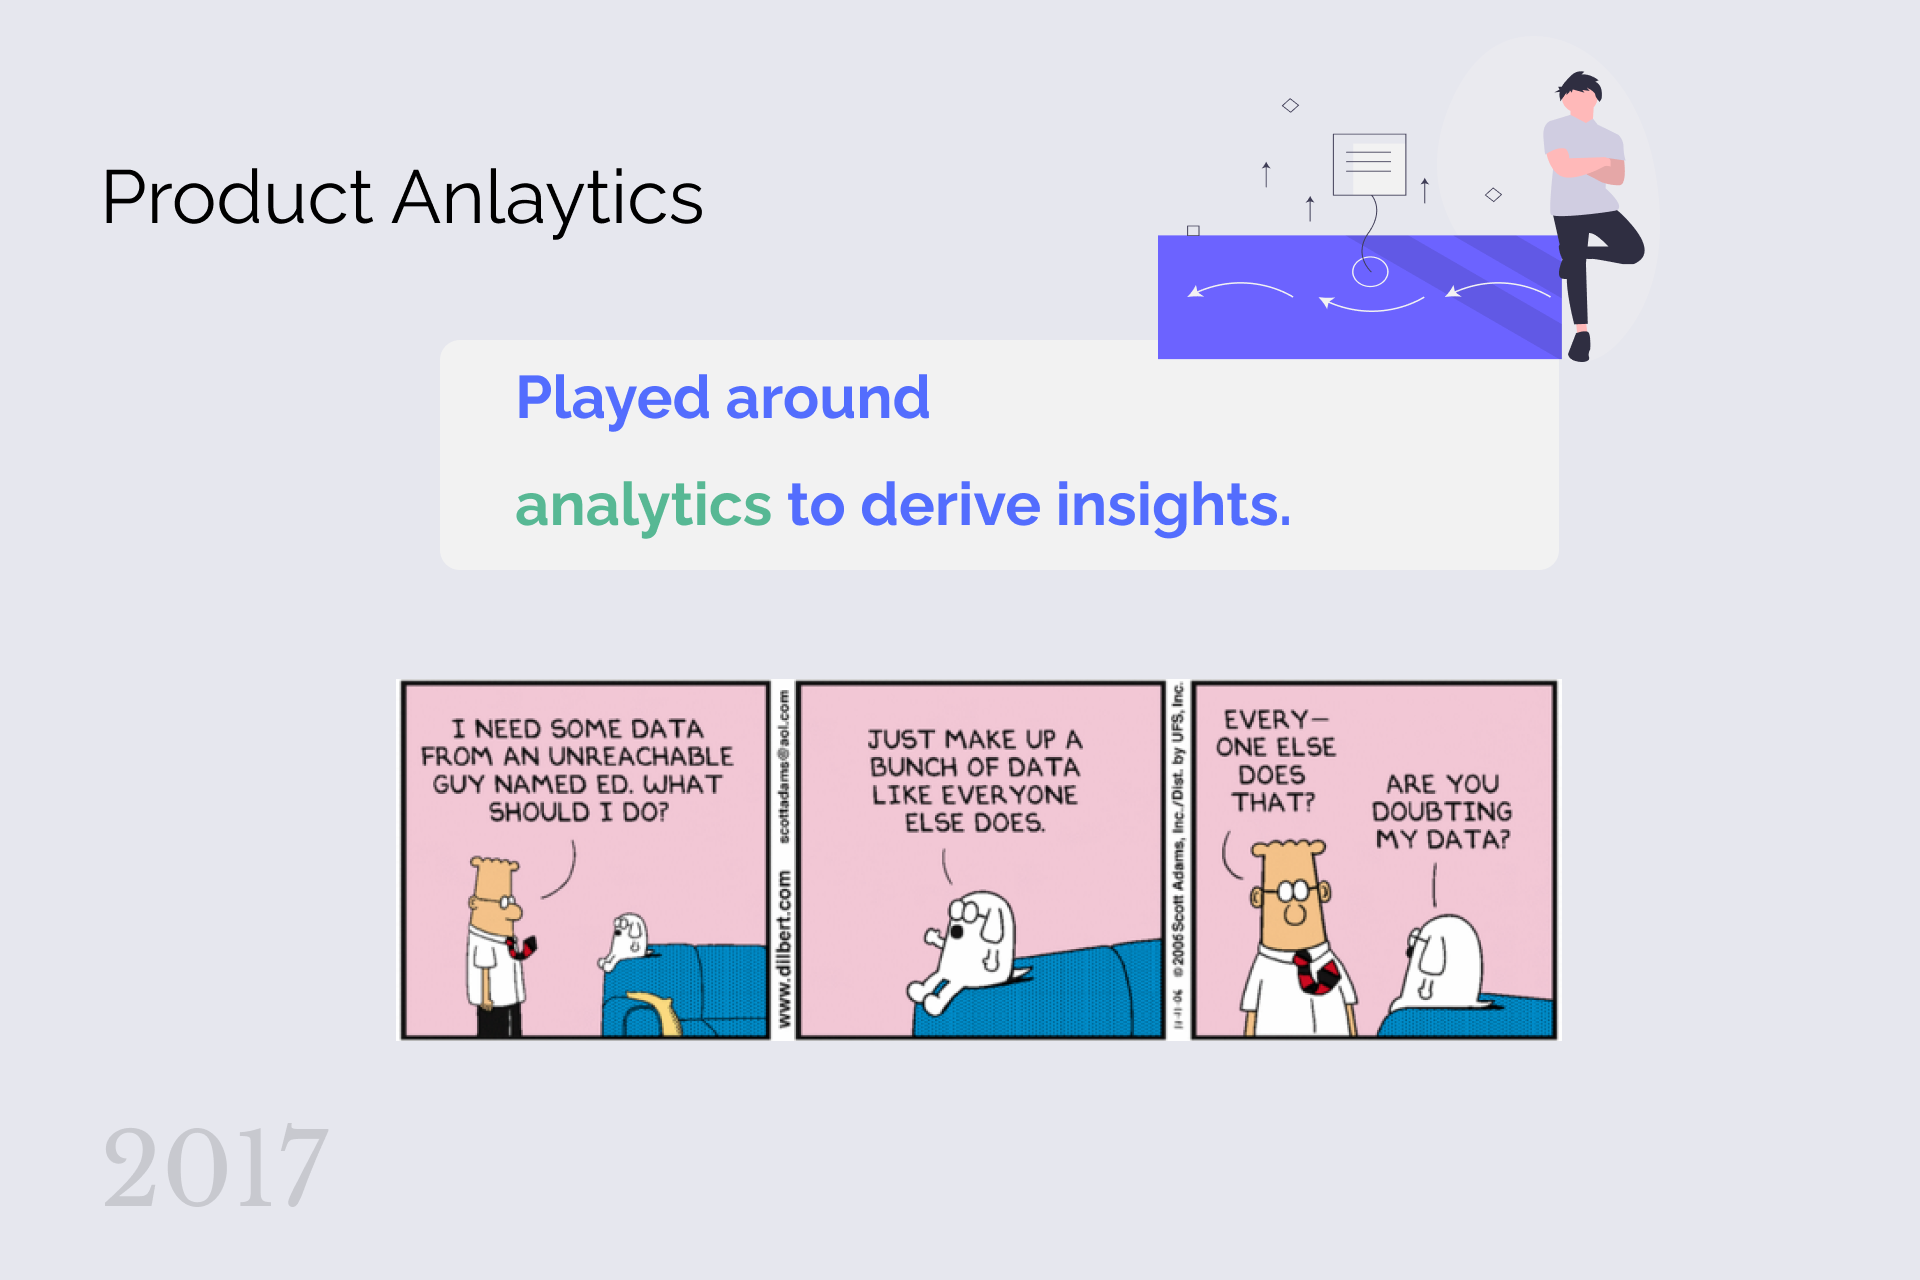 Product Anlaytics
Played around
analytics to derive insights.
I NEED SOME DATA
FROM AN UNREACHABLE
GUY NAMED ED. WHAT
SHOULD I DO?
www.dilbert.com scottadams@aol.com
JUST MAKE UP A
BUNCH OF DATA
LIKE EVERYONE
ELSE DOES.
11-11-06 ©2006 Scott Adams, Inc./Dist. by UFS, Inc.
EVERY—
ONE ELSE
DOES
THAT?
ARE YOU
DOUBTING
MY DATA?
2017